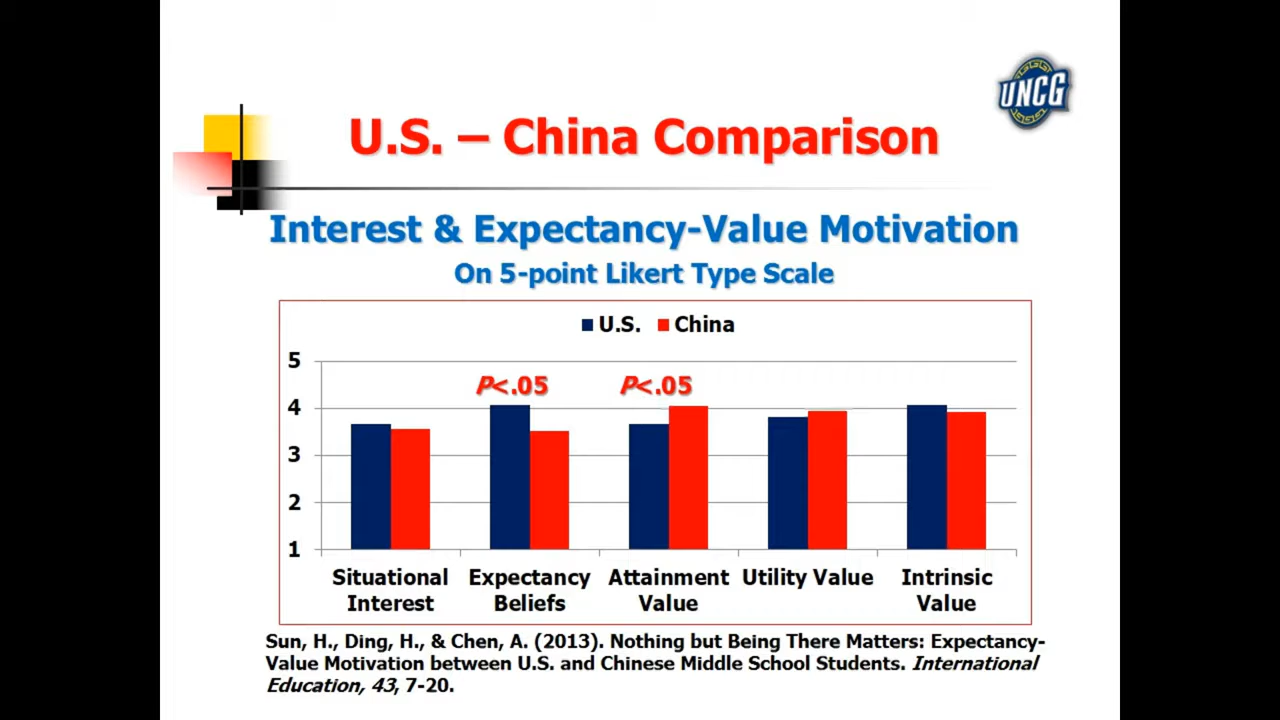 UNCG
U.S. – China Comparison
Interest & Expectancy-Value Motivation
On 5-point Likert Type Scale
U.S. China
5
P<.05 P<.05
4
3
2
1
Situational Interest
Expectancy Beliefs
Attainment Value
Utility Value
Intrinsic Value
Sun, H., Ding, H., & Chen, A. (2013). Nothing but Being There Matters: Expectancy-
Value Motivation between U.S. and Chinese Middle School Students. International
Education, 43, 7-20.